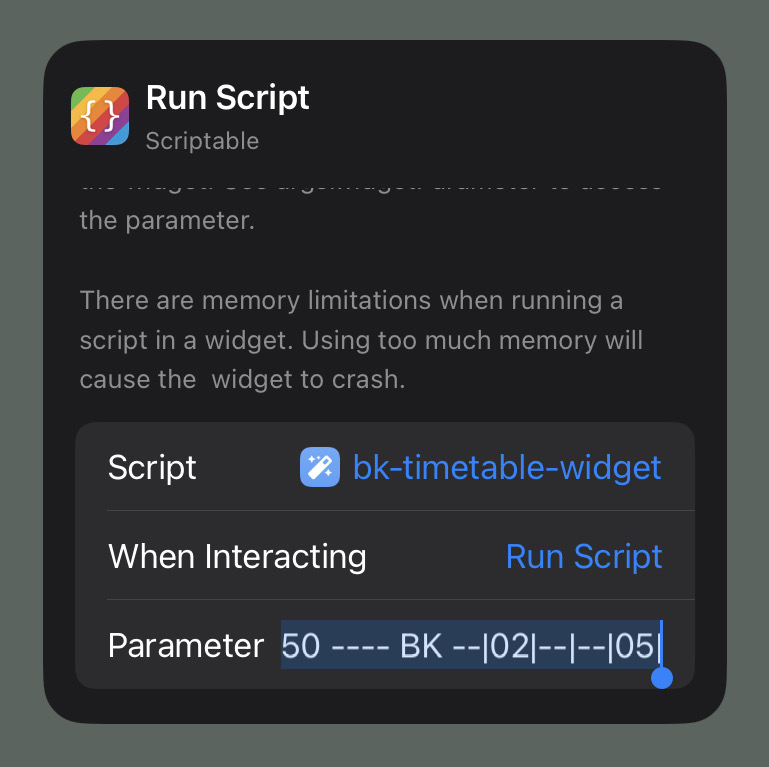 {}
Run Script
Scriptable
the parameter.
There are memory limitations when running a
script in a widget. Using too much memory will
cause the  widget to crash.
Script bk-timetable-widget
When Interacting Run Script
Parameter 50 ---- BK --|02|--|--|05|